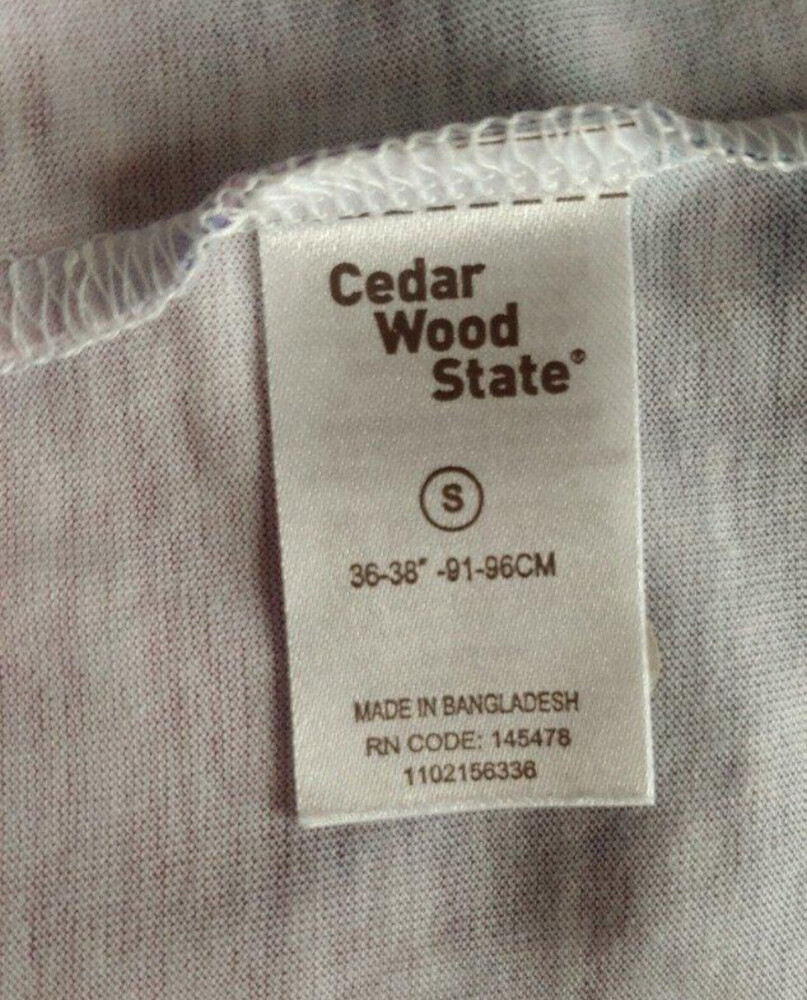 Cedar
Wood
State®
S
36-38" -91-96CM
MADE IN BANGLADESH
RN CODE: 145478
1102156336